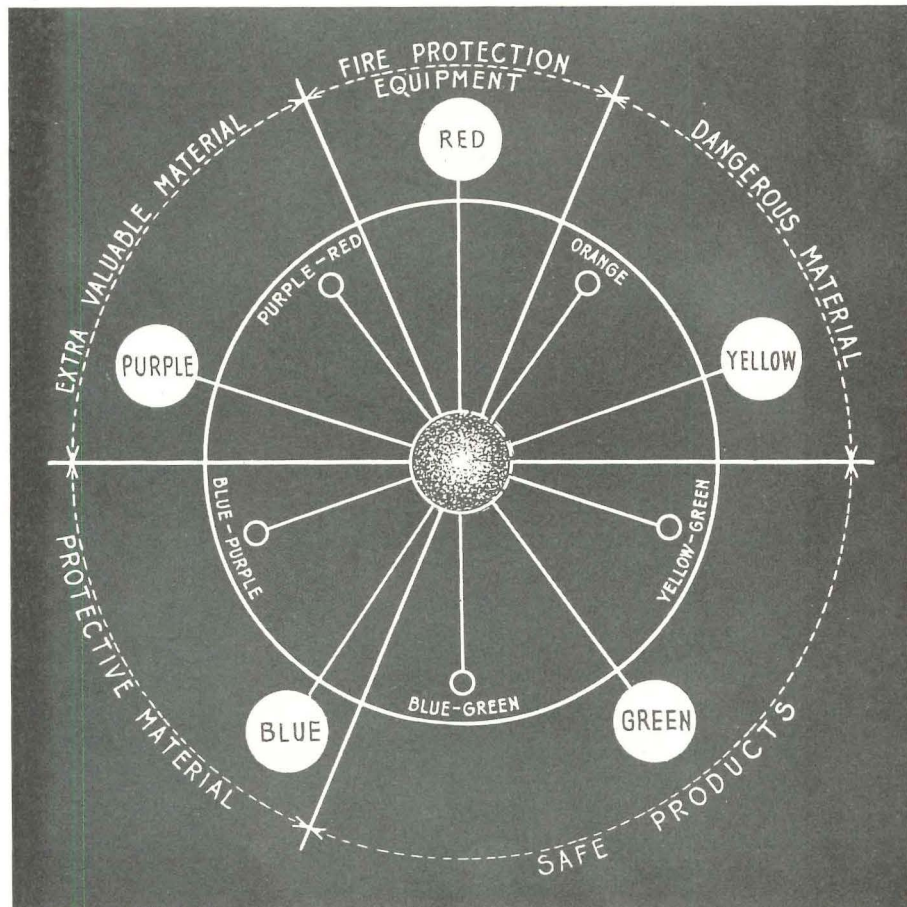 FIRE PROTECTION
EQUIPMENT
RED
DANGEROUS MATERIAL
EXTRA VALUABLE MATERIAL
PURPLE-RED
ORANGE
PURPLE
YELLOW
BLUE-PURPLE
YELLOW-GREEN
PROTECTIVE MATERIAL
BLUE-GREEN
BLUE
GREEN
SAFE PRODUCTS